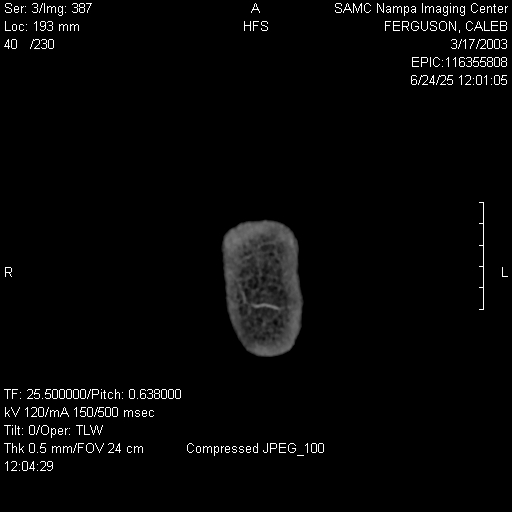 Ser: 3/Img: 387
Loc: 193 mm
40 /230
A
HFS
SAMC Nampa Imaging Center
FERGUSON, CALEB
3/17/2003
EPIC:116355808
6/24/25 12:01:05
R
L
TF: 25.500000/Pitch: 0.638000
kV 120/mA 150/500 msec
Tilt: 0/Oper: TLW
Thk 0.5 mm/FOV 24 cm
Compressed JPEG_100
12:04:29